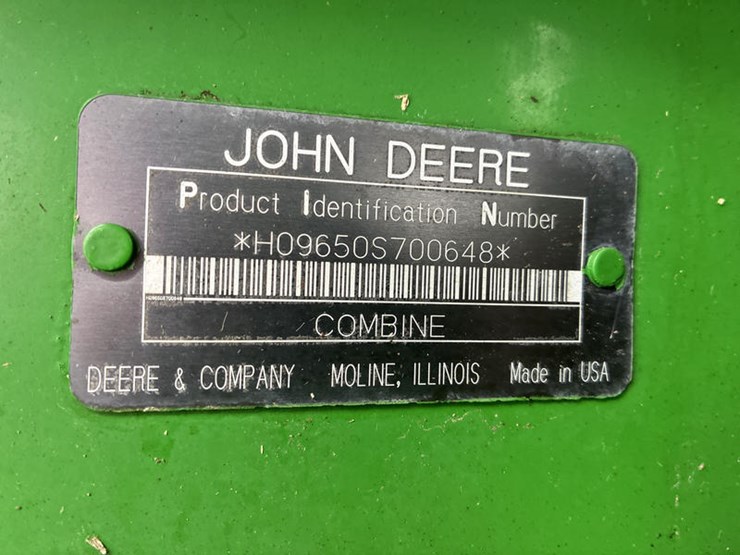 JOHN DEERE
Product Identification Number
*H09650S700648*
COMBINE
DEERE & COMPANY MOLINE, ILLINOIS Made in USA